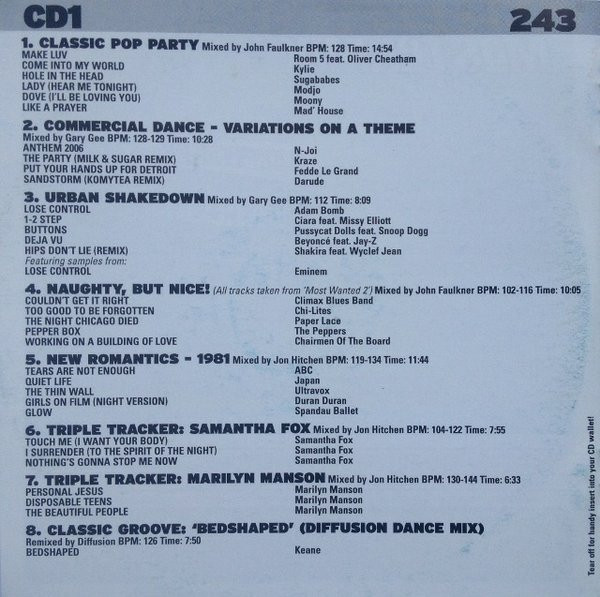 CD1 243
1. CLASSIC POP PARTY Mixed by John Faulkner BPM: 128 Time: 14:54
MAKE LUV Room 5 feat. Oliver Cheatham
COME INTO MY WORLD Kylie
HOLE IN THE HEAD Sugababes
LADY (HEAR ME TONIGHT) Modjo
DOVE (I'LL BE LOVING YOU) Moony
LIKE A PRAYER Mad' House
2. COMMERCIAL DANCE - VARIATIONS ON A THEME
Mixed by Gary Gee BPM: 128-129 Time: 10:28
ANTHEM 2006 N-Joi
THE PARTY (MILK & SUGAR REMIX) Kraze
PUT YOUR HANDS UP FOR DETROIT Fedde Le Grand
SANDSTORM (KOMYTEA REMIX) Darude
3. URBAN SHAKEDOWN Mixed by Gary Gee BPM: 112 Time: 8:09
LOSE CONTROL Adam Bomb
1-2 STEP Ciara feat. Missy Elliott
BUTTONS Pussycat Dolls feat. Snoop Dogg
DEJA VU Beyoncé feat. Jay-Z
HIPS DON'T LIE (REMIX) Shakira feat. Wyclef Jean
Featuring samples from:
LOSE CONTROL Eminem
4. NAUGHTY, BUT NICE! (All tracks taken from 'Most Wanted 2') Mixed by John Faulkner BPM: 102-116 Time: 10:05
COULDN'T GET IT RIGHT Climax Blues Band
TOO GOOD TO BE FORGOTTEN Chi-Lites
THE NIGHT CHICAGO DIED Paper Lace
PEPPER BOX The Peppers
WORKING ON A BUILDING OF LOVE Chairmen Of The Board
5. NEW ROMANTICS - 1981 Mixed by Jon Hitchen BPM: 119-134 Time: 11:44
TEARS ARE NOT ENOUGH ABC
QUIET LIFE Japan
THE THIN WALL Ultravox
GIRLS ON FILM (NIGHT VERSION) Duran Duran
GLOW Spandau Ballet
6. TRIPLE TRACKER: SAMANTHA FOX Mixed by Jon Hitchen BPM: 104-122 Time: 7:55
TOUCH ME (I WANT YOUR BODY) Samantha Fox
I SURRENDER (TO THE SPIRIT OF THE NIGHT) Samantha Fox
NOTHING'S GONNA STOP ME NOW Samantha Fox
7. TRIPLE TRACKER: MARILYN MANSON Mixed by Jon Hitchen BPM: 130-144 Time: 6:33
PERSONAL JESUS Marilyn Manson
DISPOSABLE TEENS Marilyn Manson
THE BEAUTIFUL PEOPLE Marilyn Manson
8. CLASSIC GROOVE: 'BEDSHAPED' (DIFFUSION DANCE MIX)
Remixed by Diffusion BPM: 126 Time: 7:50
BEDSHAPED Keane
Tear off for handy insert into your CD wallet!